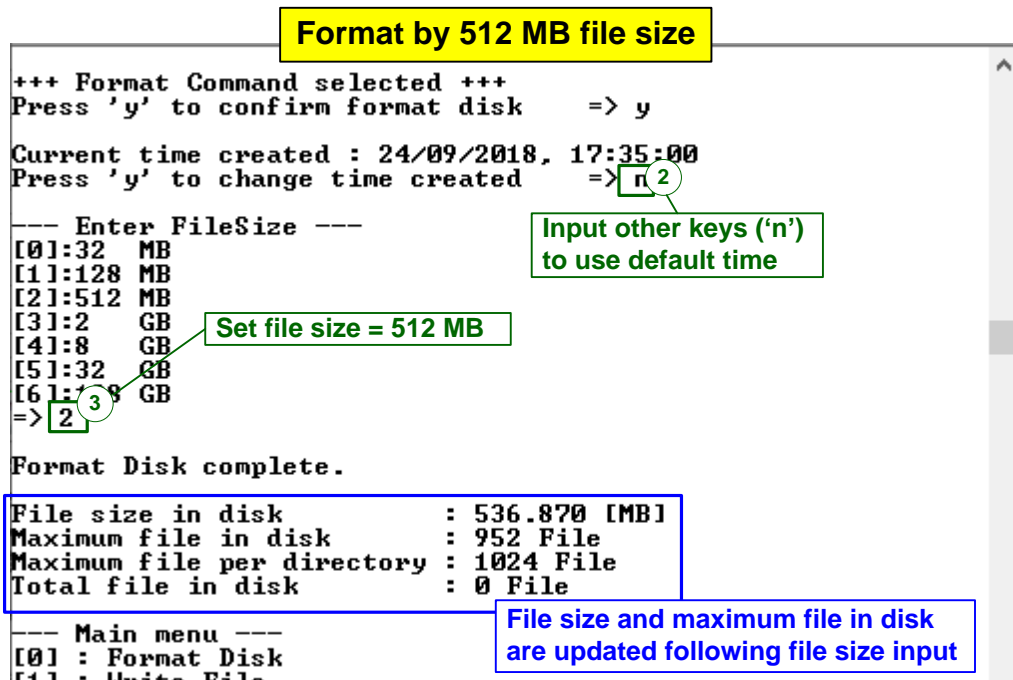 Format by 512 MB file size
+++ Format Command selected +++
Press 'y' to confirm format disk => y
Current time created : 24/09/2018, 17:35:00
Press 'y' to change time created => n
2
--- Enter FileSize ---
Input other keys ('n')
to use default time
[0]:32 MB
[1]:128 MB
[2]:512 MB
[3]:2 GB
[4]:8 GB
Set file size = 512 MB
[5]:32 GB
[6]: GB
3
=> 2
Format Disk complete.
File size in disk : 536.870 [MB]
Maximum file in disk : 952 File
Maximum file per directory : 1024 File
Total file in disk : 0 File
File size and maximum file in disk
are updated following file size input
--- Main menu ---
[0] : Format Disk